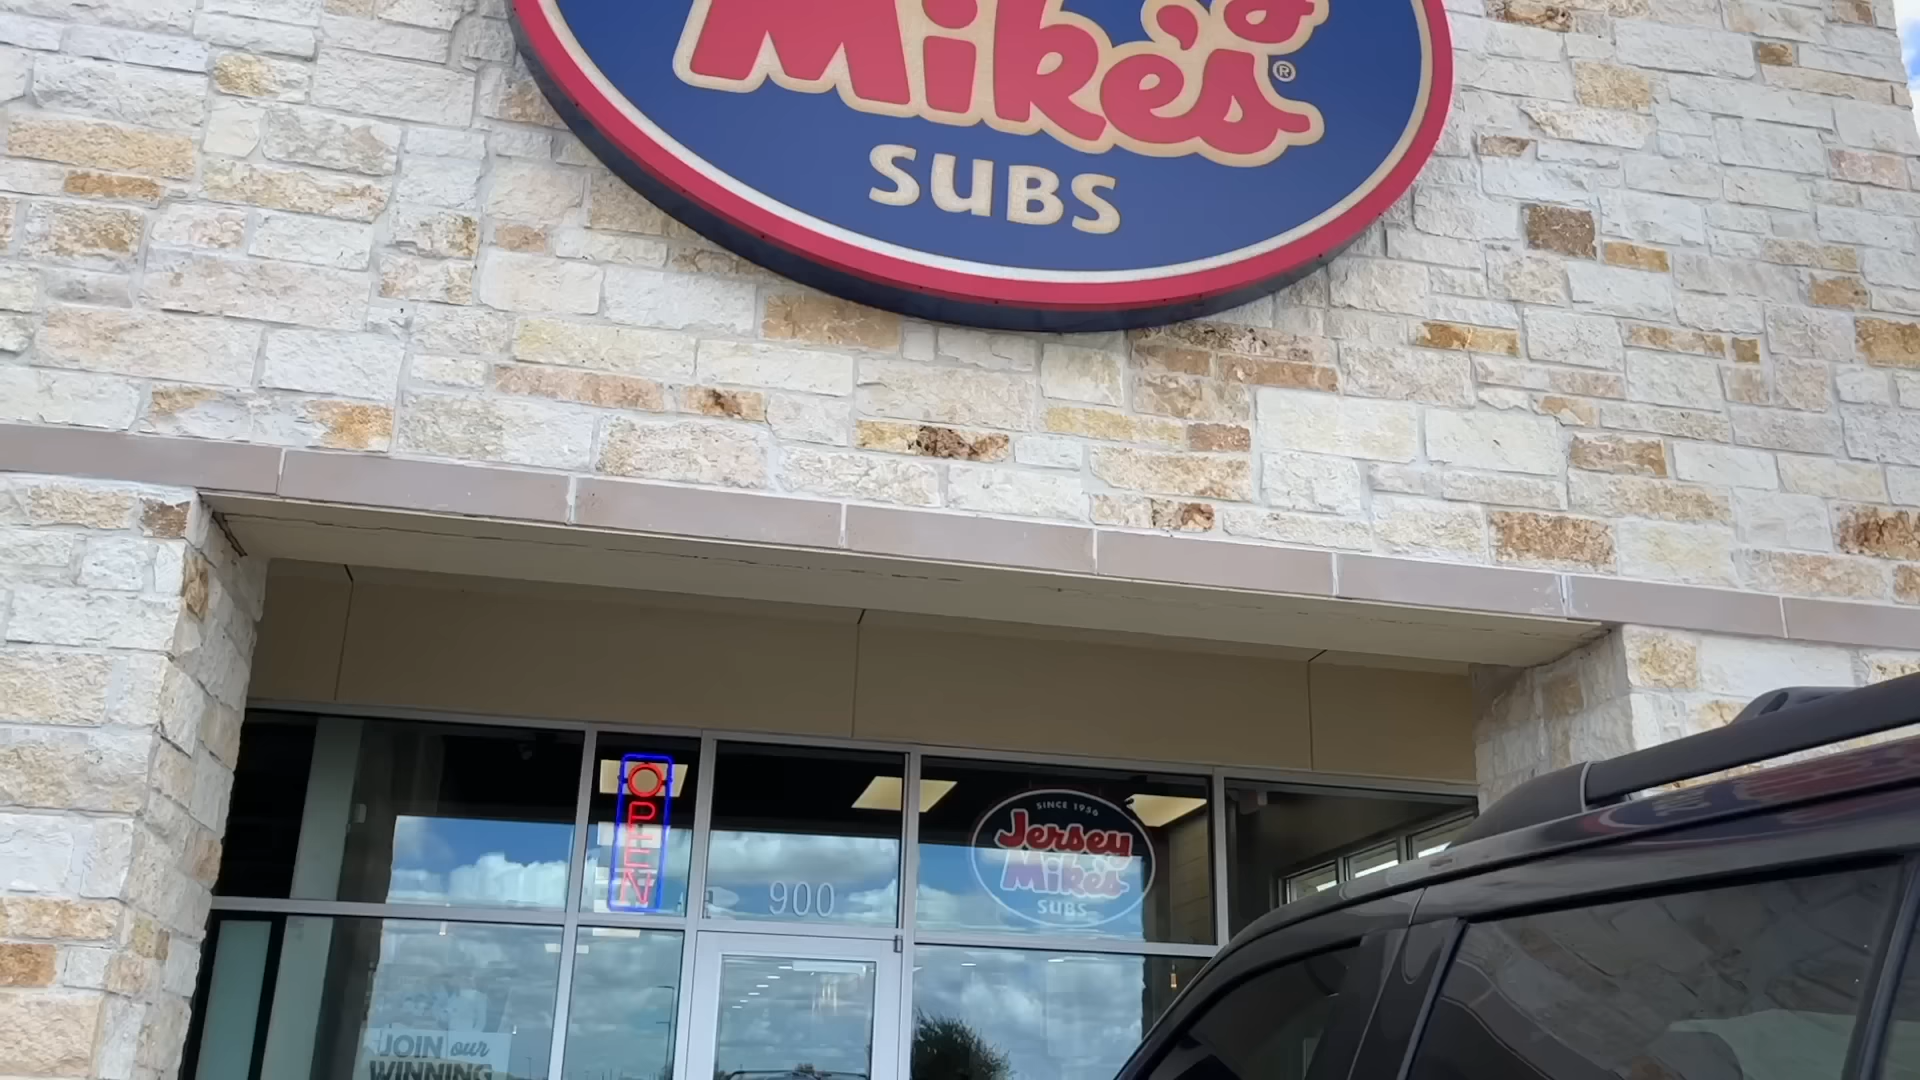 Mike's®
SUBS
OPEN
900
SINCE 1956
Jersey
Mike's
SUBS
JOIN our
WINNING